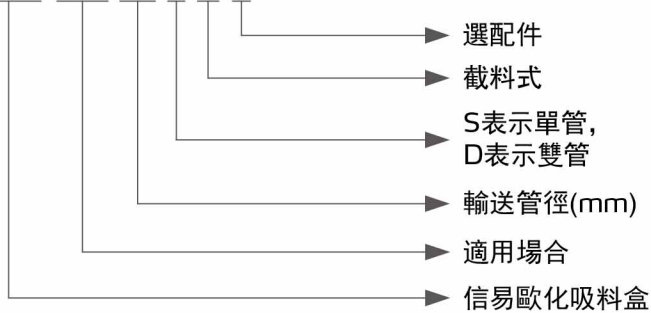 選配件
截料式
S表示單管，
D表示雙管
輸送管徑(mm)
適用場合
信易歐化吸料盒